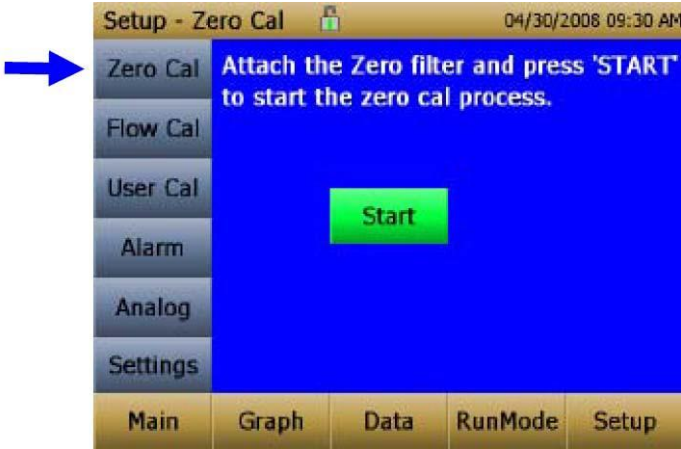 Setup - Zero Cal 04/30/2008 09:30 AM
Zero Cal
Attach the Zero filter and press 'START'
to start the zero cal process.
Flow Cal
User Cal
Start
Alarm
Analog
Settings
Main Graph Data RunMode Setup